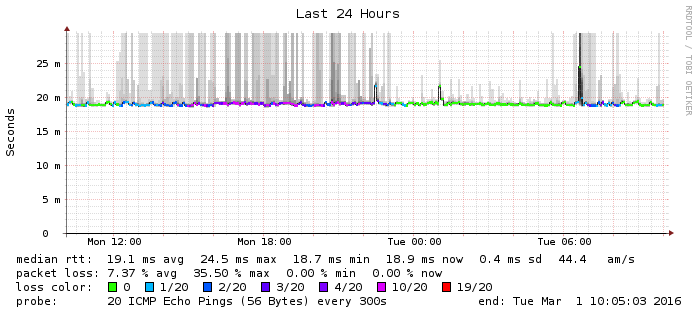 Last 24 Hours
RRDTOOL / TOBI OETIKER
Seconds
25 m
20 m
15 m
10 m
5 m
0
Mon 12:00 Mon 18:00 Tue 00:00 Tue 06:00
median rtt: 19.1 ms avg 24.5 ms max 18.7 ms min 18.9 ms now 0.4 ms sd 44.4 am/s
packet loss: 7.37 % avg 35.50 % max 0.00 % min 0.00 % now
loss color: 0 1/20 2/20 3/20 4/20 10/20 19/20
probe: 20 ICMP Echo Pings (56 Bytes) every 300s end: Tue Mar 1 10:05:03 2016